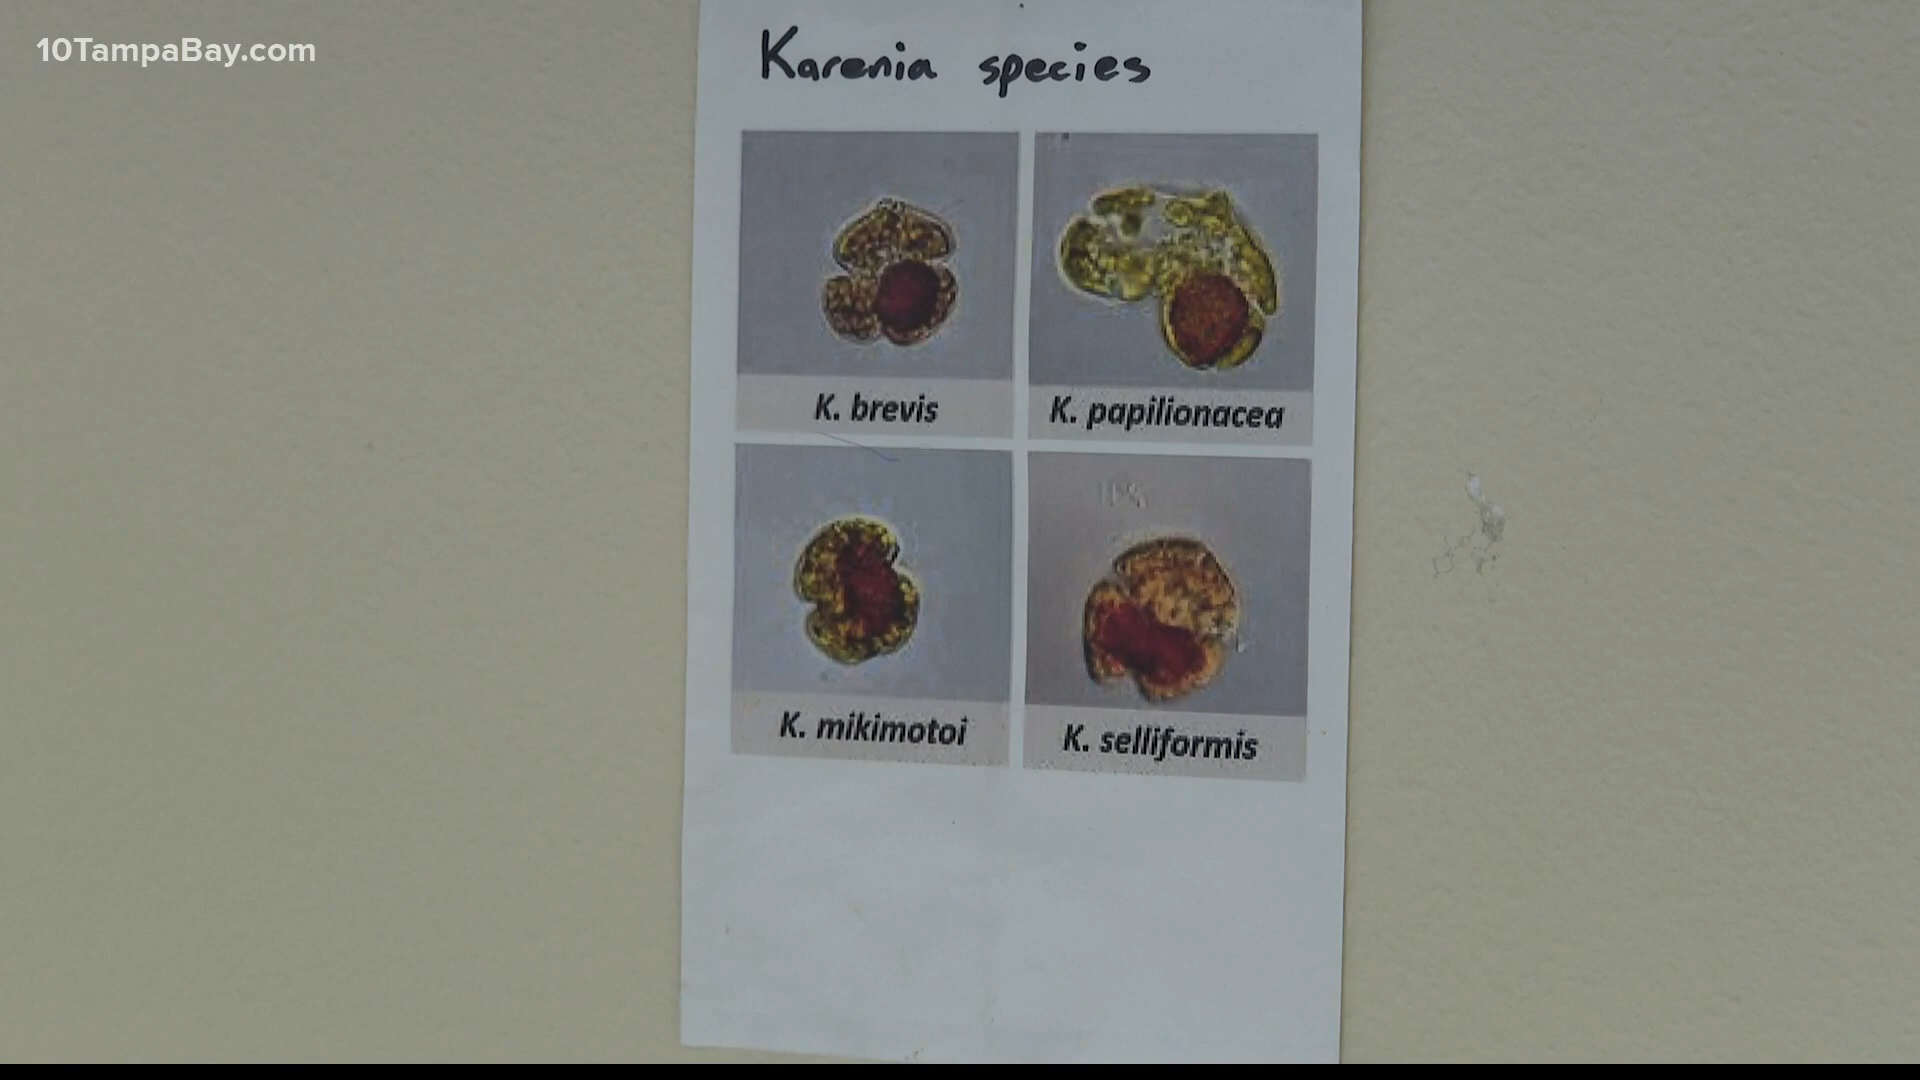 10TampaBay.com
Karenia species
K. brevis
K. papilionacea
K. mikimotoi
K. selliformis